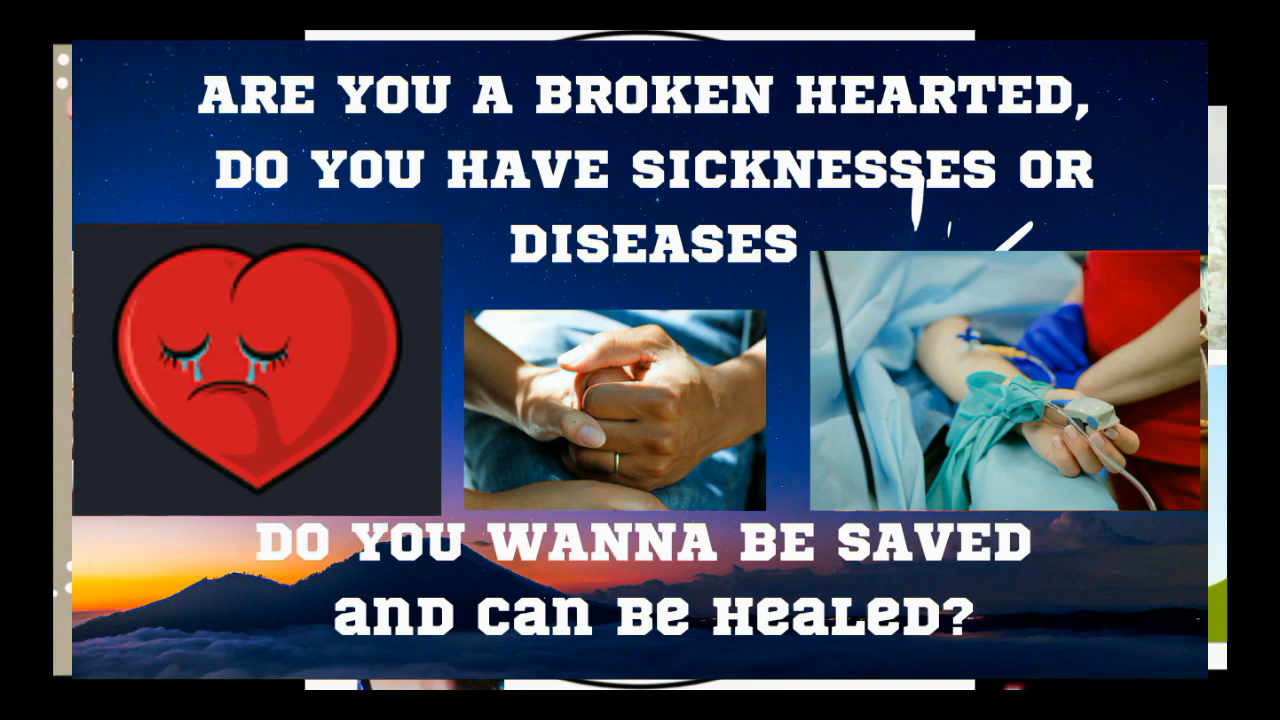 ARE YOU A BROKEN HEARTED,
DO YOU HAVE SICKNESSES OR
DISEASES
DO YOU WANNA BE SAVED
and can be Healed?